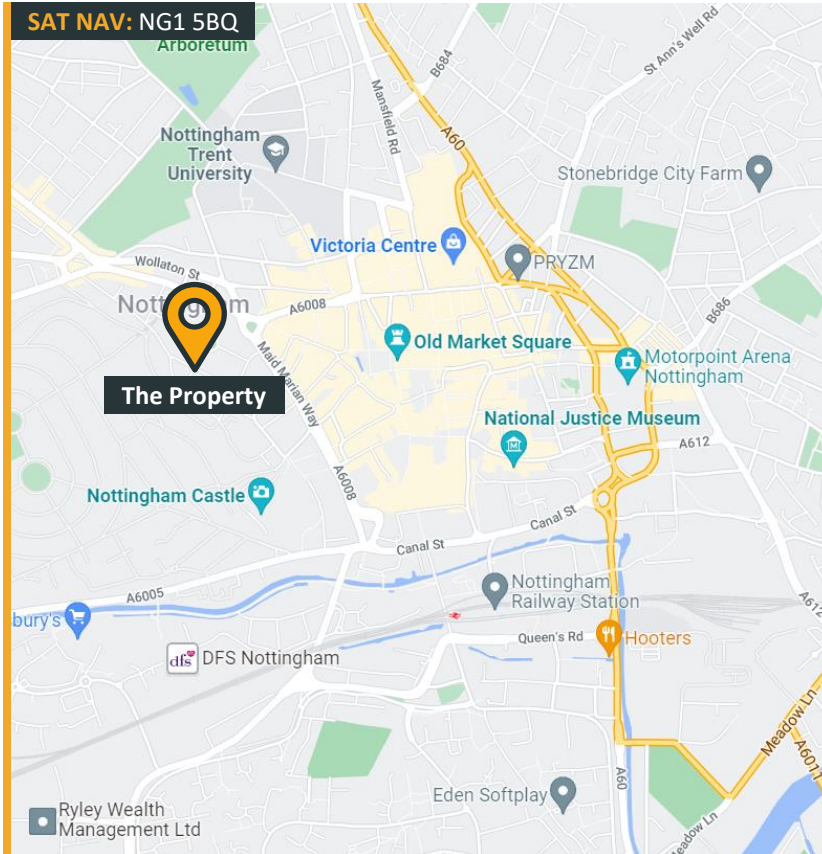 SAT NAV: NG1 5BQ
Arboretum
B684
St Ann's Well Rd
Mansfield Rd
A60
Nottingham
Trent
University
Stonebridge City Farm
Victoria Centre
PRYZM
Wollaton St
Nottingham
A6008
B686
Old Market Square
Motorpoint Arena
Nottingham
The Property
Maid Marian Way
National Justice Museum
A612
A6008
Nottingham Castle
Canal St
Canal St
Nottingham
Railway Station
A6005
A612
bury's
Queen's Rd
Hooters
dfs
DFS Nottingham
Meadow Ln
A6011
A60
Eden Softplay
Ryley Wealth
Management Ltd
Meadow Ln